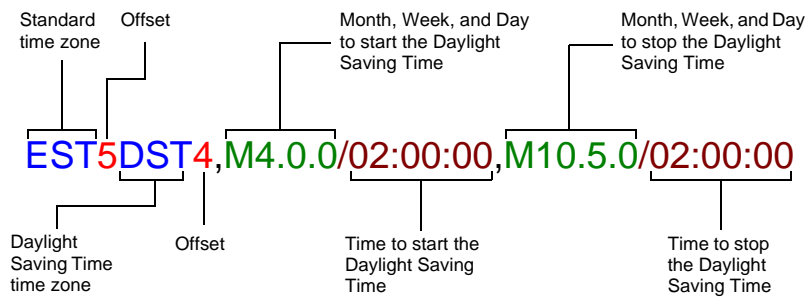 Standard
time zone
Offset
Month, Week, and Day
to start the Daylight
Saving Time
Month, Week, and Day
to stop the Daylight
Saving Time
EST5DST4,M4.0.0/02:00:00,M10.5.0/02:00:00
Daylight
Saving Time
time zone
Offset
Time to start the
Daylight Saving
Time
Time to stop
the Daylight
Saving Time